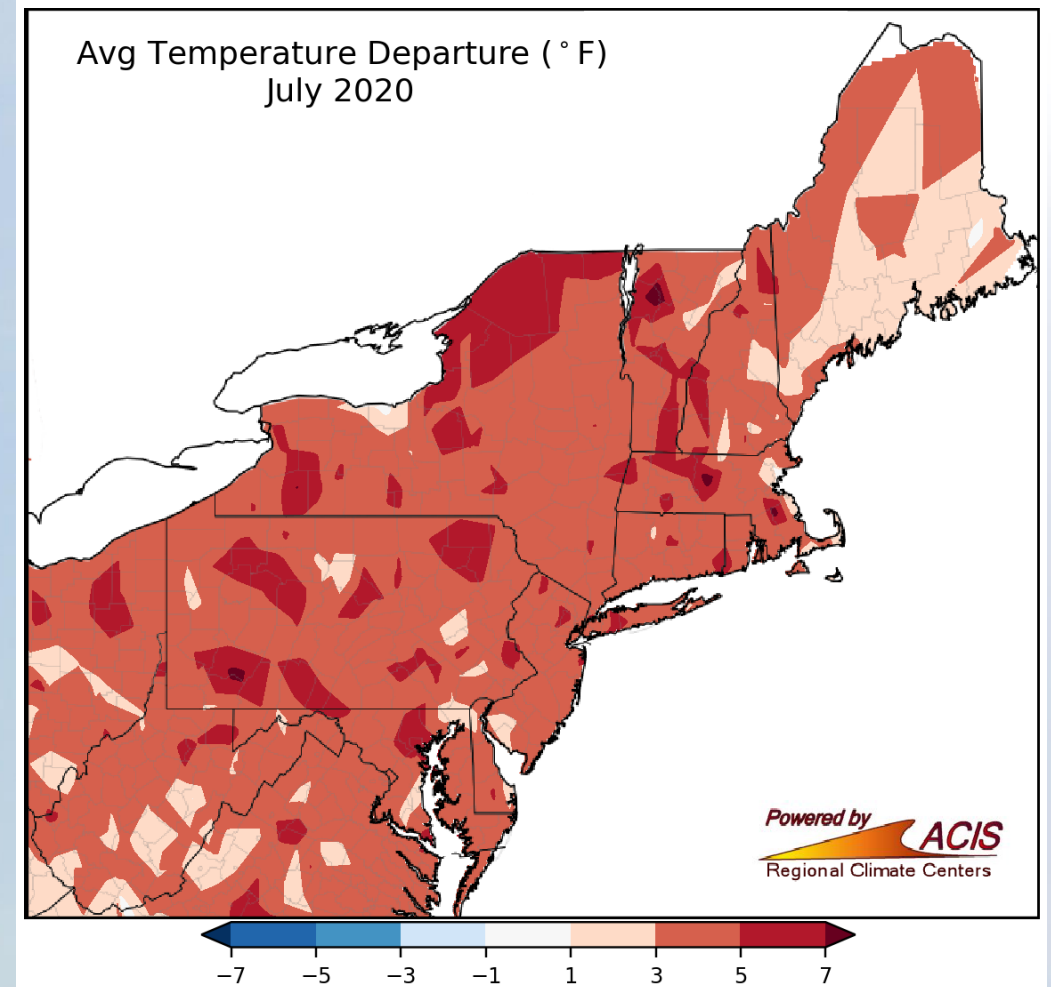 Avg Temperature Departure (°F)
July 2020
Powered by
ACIS
Regional Climate Centers
−7 −5 −3 −1 1 3 5 7